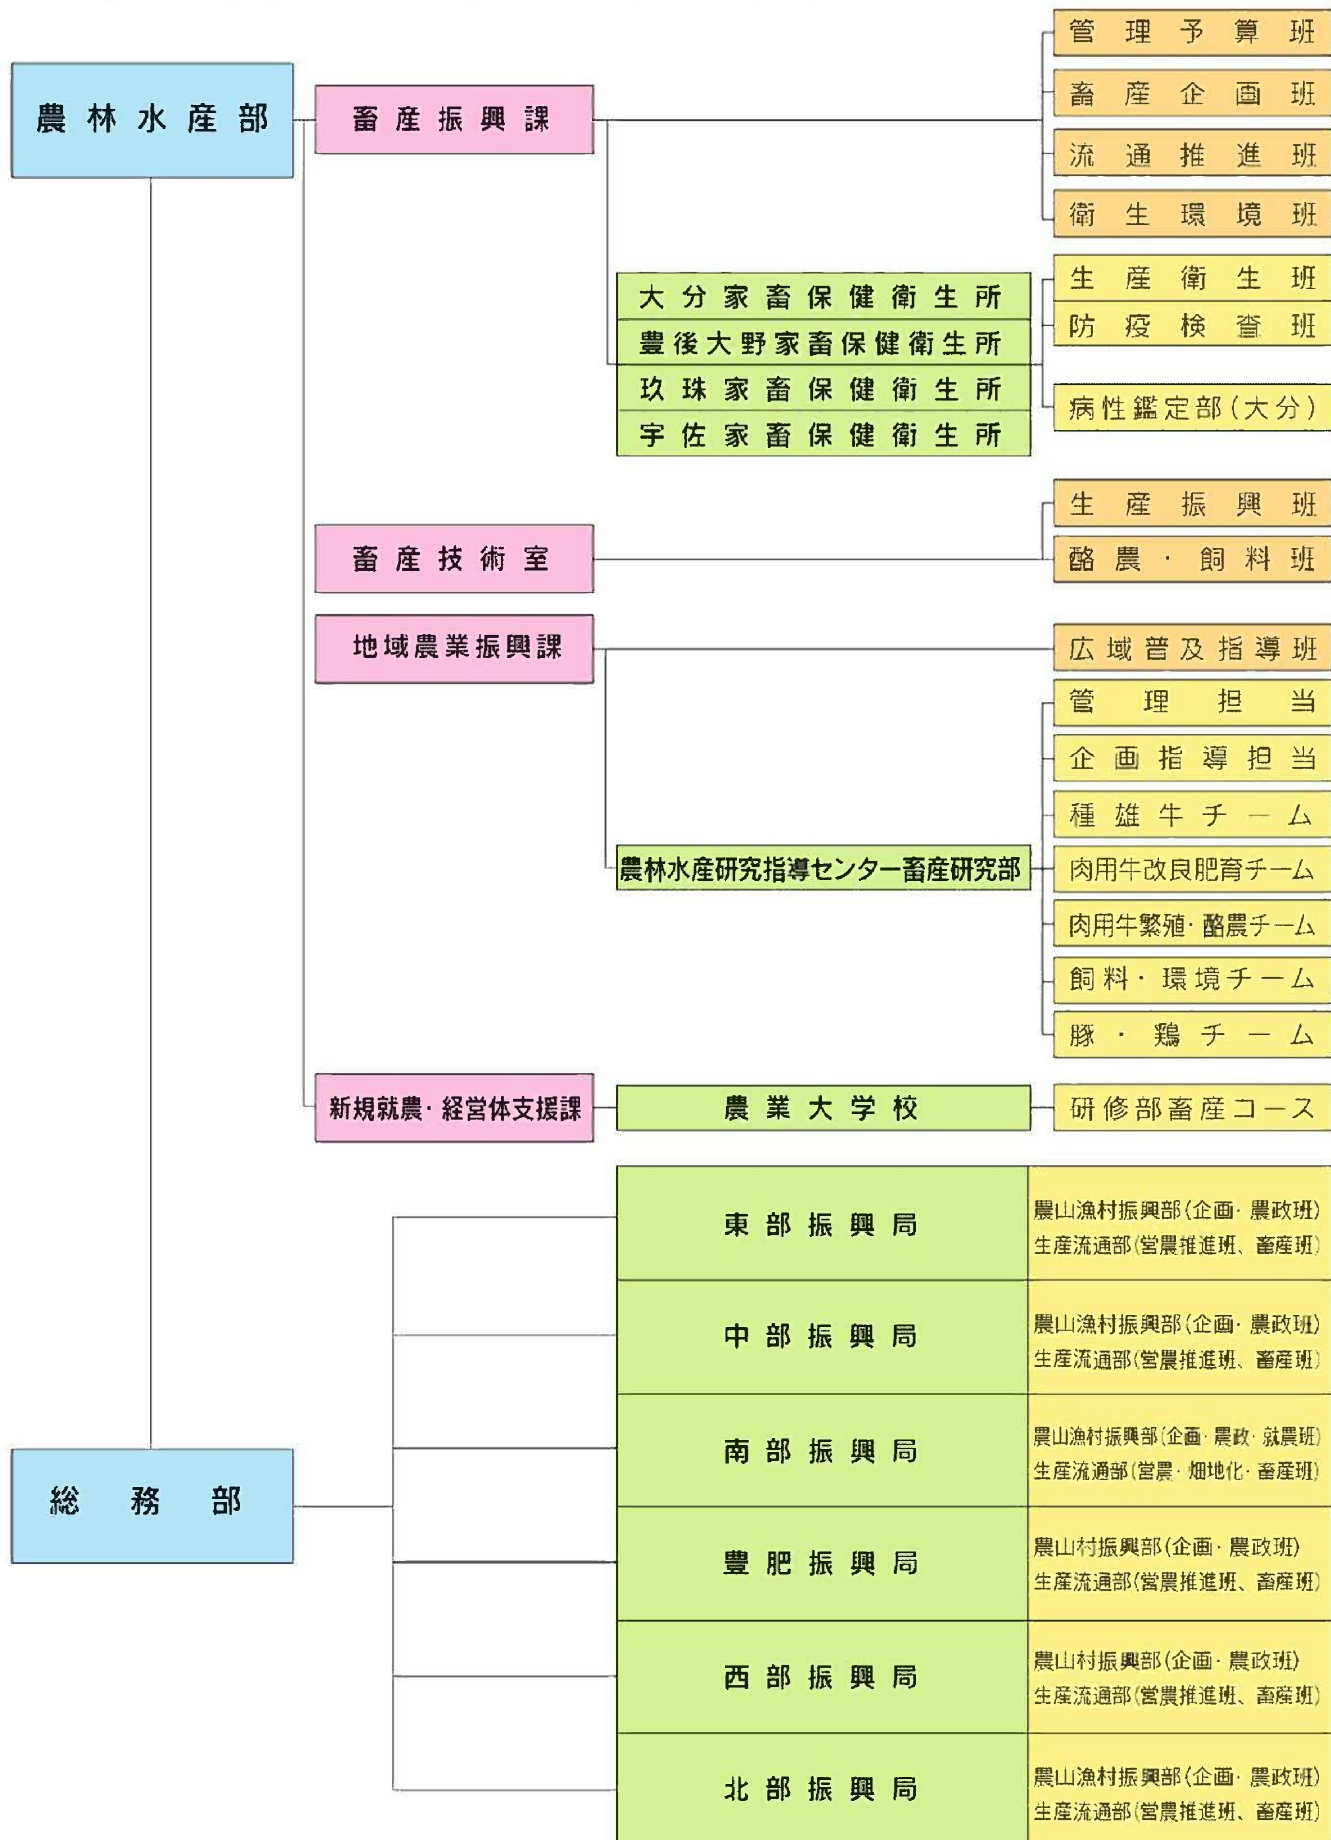 農林水産部
畜産振興課
管理予算班
畜産企画班
流通推進班
衛生環境班
大分家畜保健衛生所
豊後大野家畜保健衛生所
玖珠家畜保健衛生所
宇佐家畜保健衛生所
生産衛生班
防疫検査班
病性鑑定部(大分)
畜産技術室
生産振興班
酪農・飼料班
地域農業振興課
広域普及指導班
農林水産研究指導センター畜産研究部
管理担当
企画指導担当
種雄牛チーム
肉用牛改良肥育チーム
肉用牛繁殖・酪農チーム
飼料・環境チーム
豚・鶏チーム
新規就農・経営体支援課
農業大学校
研修部畜産コース
総務部
東部振興局
農山漁村振興部(企画・農政班)
生産流通部(営農推進班、畜産班)
中部振興局
農山漁村振興部(企画・農政班)
生産流通部(営農推進班、畜産班)
南部振興局
農山漁村振興部(企画・農政・就農班)
生産流通部(営農・畑地化・畜産班)
豊肥振興局
農山村振興部(企画・農政班)
生産流通部(営農推進班、畜産班)
西部振興局
農山村振興部(企画・農政班)
生産流通部(営農推進班、畜産班)
北部振興局
農山漁村振興部(企画・農政班)
生産流通部(営農推進班、畜産班)